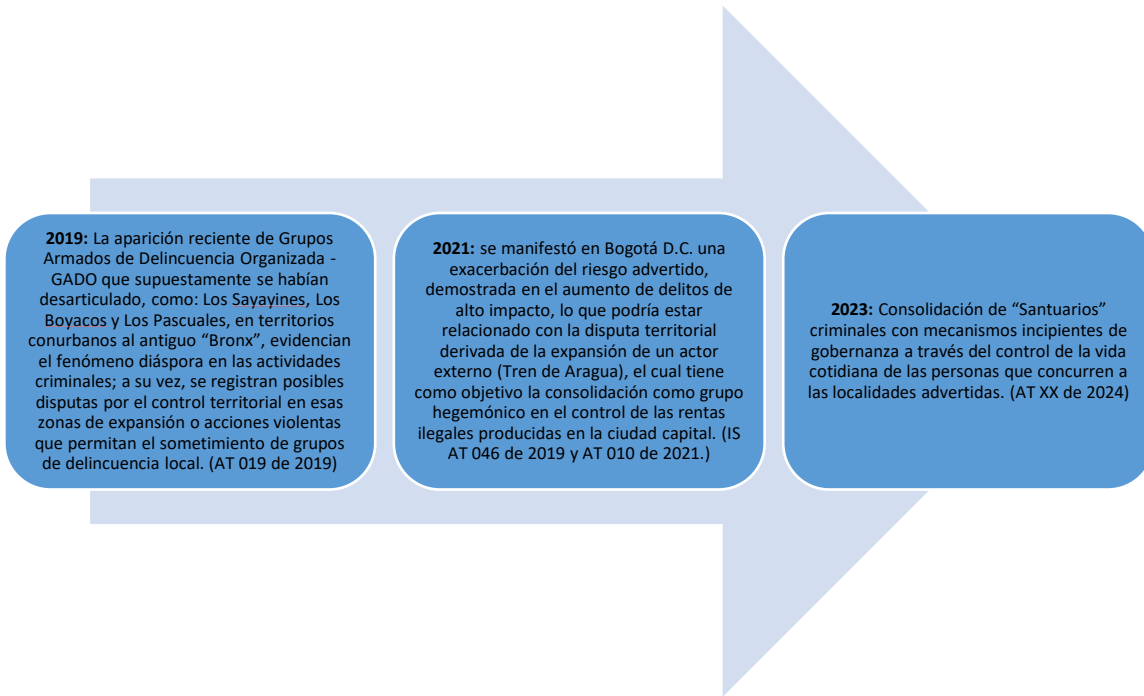 2019: La aparición reciente de Grupos
Armados de Delincuencia Organizada -
GADO que supuestamente se habían
desarticulado, como: Los Sayayines, Los
Boyacos y Los Pascuales, en territorios
conurbanos al antiguo “Bronx”, evidencian
el fenómeno diáspora en las actividades
criminales; a su vez, se registran posibles
disputas por el control territorial en esas
zonas de expansión o acciones violentas
que permitan el sometimiento de grupos
de delincuencia local. (AT 019 de 2019)
2021: se manifestó en Bogotá D.C. una
exacerbación del riesgo advertido,
demostrada en el aumento de delitos de
alto impacto, lo que podría estar
relacionado con la disputa territorial
derivada de la expansión de un actor
externo (Tren de Aragua), el cual tiene
como objetivo la consolidación como grupo
hegemónico en el control de las rentas
ilegales producidas en la ciudad capital. (IS
AT 046 de 2019 y AT 010 de 2021.)
2023: Consolidación de “Santuarios”
criminales con mecanismos incipientes de
gobernanza a través del control de la vida
cotidiana de las personas que concurren a
las localidades advertidas. (AT XX de 2024)